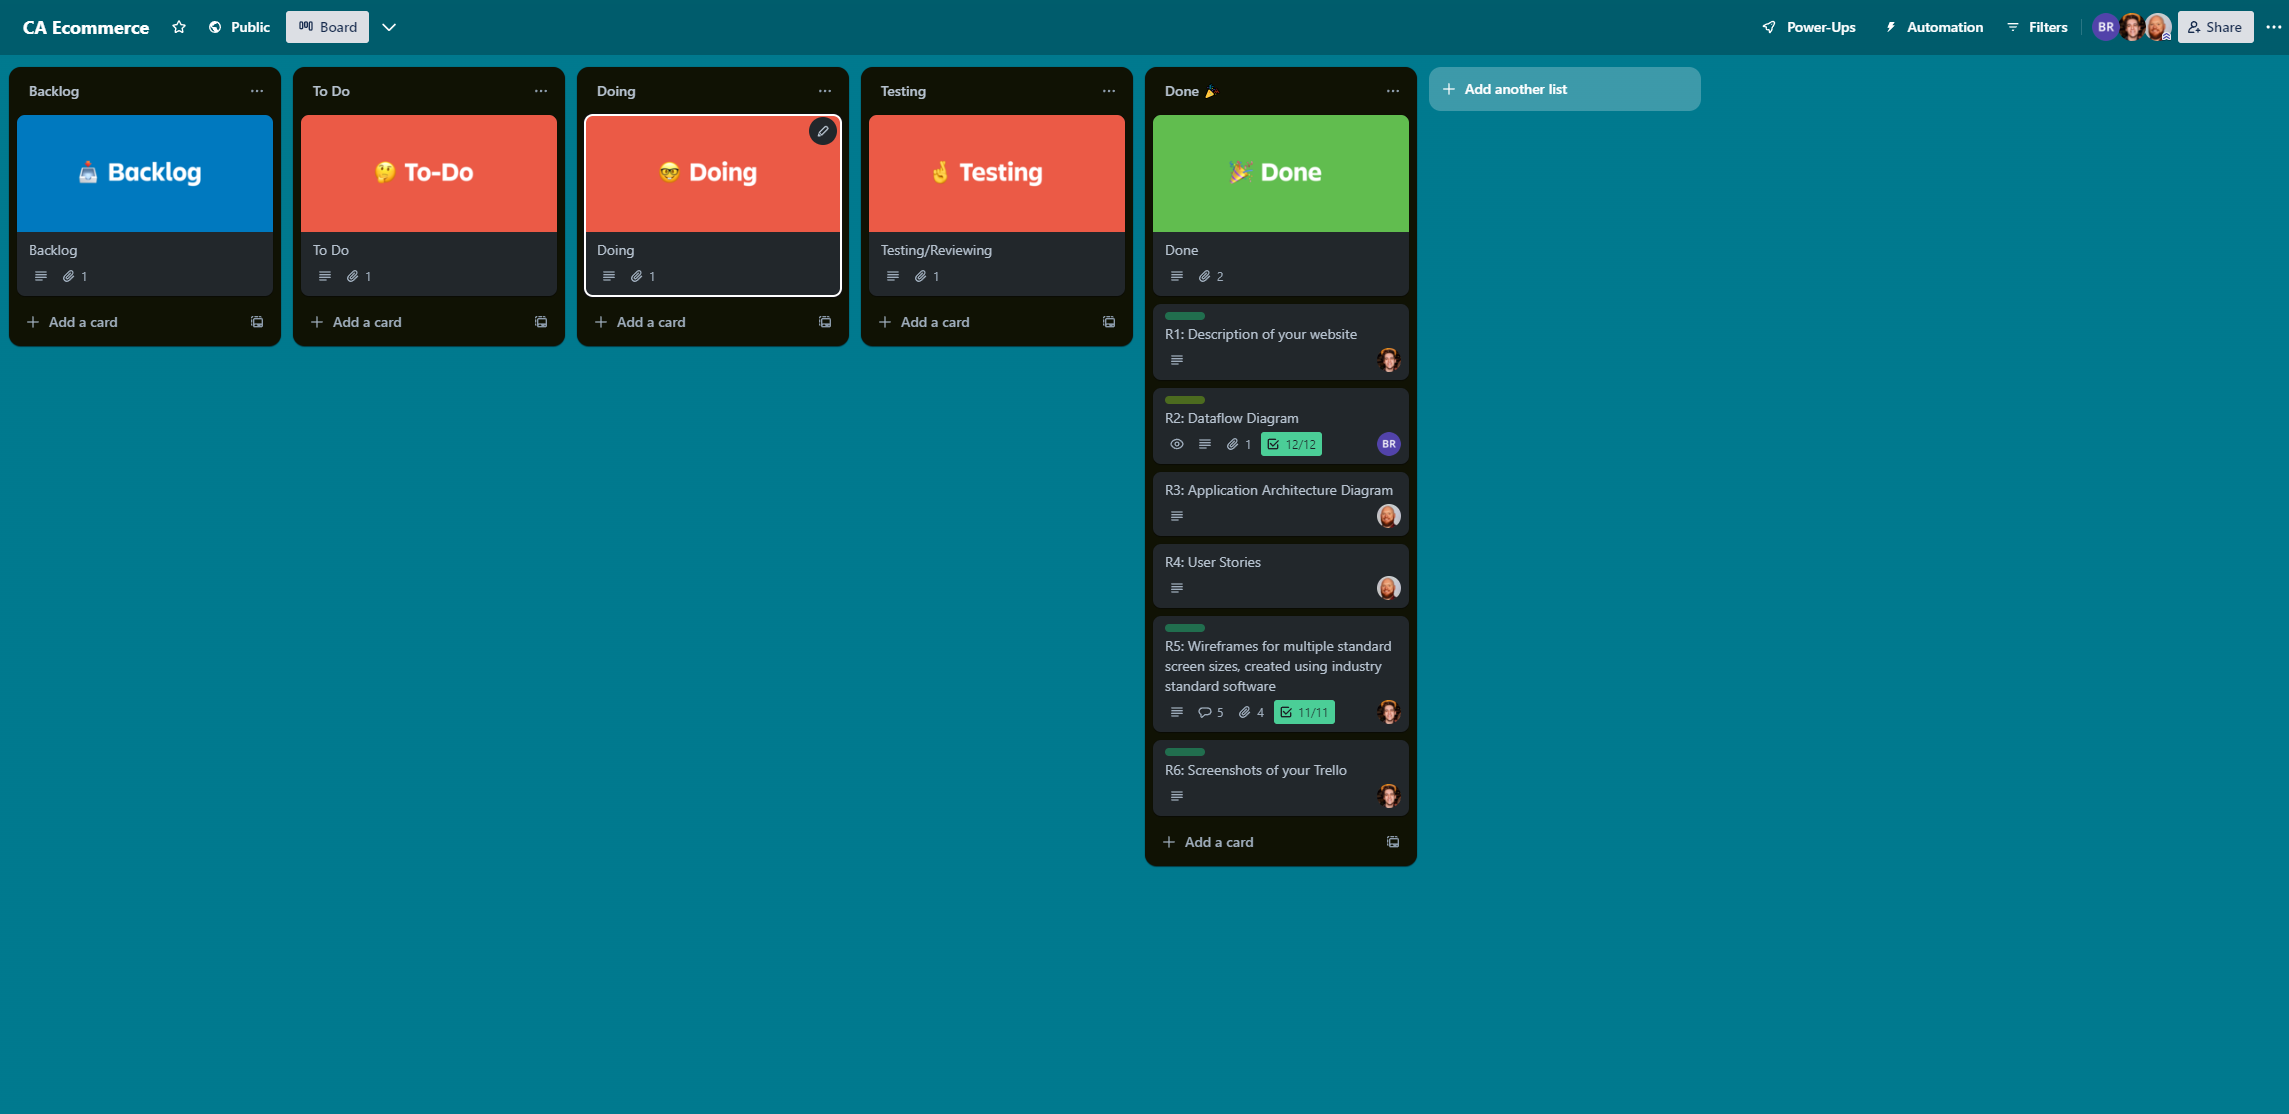 CA Ecommerce
Public
Board
Power-Ups
Automation
Filters
BR
Share
Backlog
Backlog
Backlog
1
Add a card
To Do
To-Do
To Do
1
Add a card
Doing
Doing
Doing
1
Add a card
Testing
Testing
Testing/Reviewing
1
Add a card
Done
Done
Done
2
R1: Description of your website
R2: Dataflow Diagram
1
12/12
BR
R3: Application Architecture Diagram
R4: User Stories
R5: Wireframes for multiple standard
screen sizes, created using industry
standard software
5
4
11/11
R6: Screenshots of your Trello
Add a card
Add another list